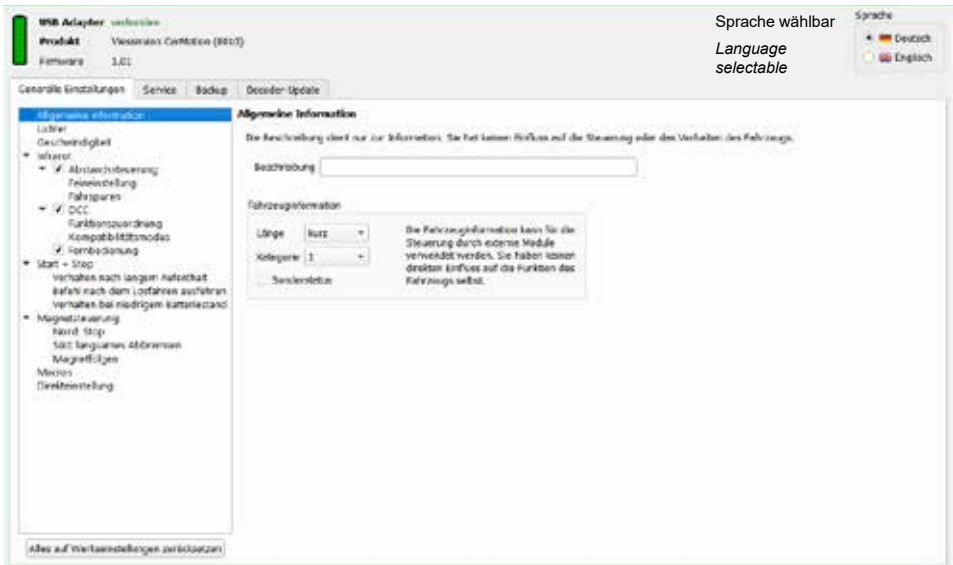 USB Adapter verbunden
Produkt Viessmann CarMotion (8013)
Firmware 1.01
Sprache wählbar
Language
selectable
Sprache
Deutsch
Englisch
Generelle Einstellungen Service Backup Decoder Update
Allgemeine Information
Lichter
Geschwindigkeit
Infrarot
Abstandssteuerung
Feineinstellung
Fahrspuren
DCC
Funktionszuordnung
Kompatibilitätsmodus
Fernbedienung
Start + Stop
Verhalten nach langem Aufenthalt
Befehl nach dem Losfahren ausführen
Verhalten bei niedrigem Batteriestand
Magnetsteuerung
Nord: Stop
Süd: langsames Abbremsen
Magnetfolgen
Macros
Direkteinstellung
Alles auf Werkseinstellungen zurücksetzen
Allgemeine Information
Die Beschreibung dient nur zur Information. Sie hat keinen Einfluss auf die Steuerung oder das Verhalten des Fahrzeugs.
Beschreibung
Fahrzeuginformation
Länge kurz
Kategorie 1
Sonderstatus
Die Fahrzeuginformation kann für die
Steuerung durch externe Module
verwendet werden. Sie haben keinen
direkten Einfluss auf die Funktion des
Fahrzeugs selbst.